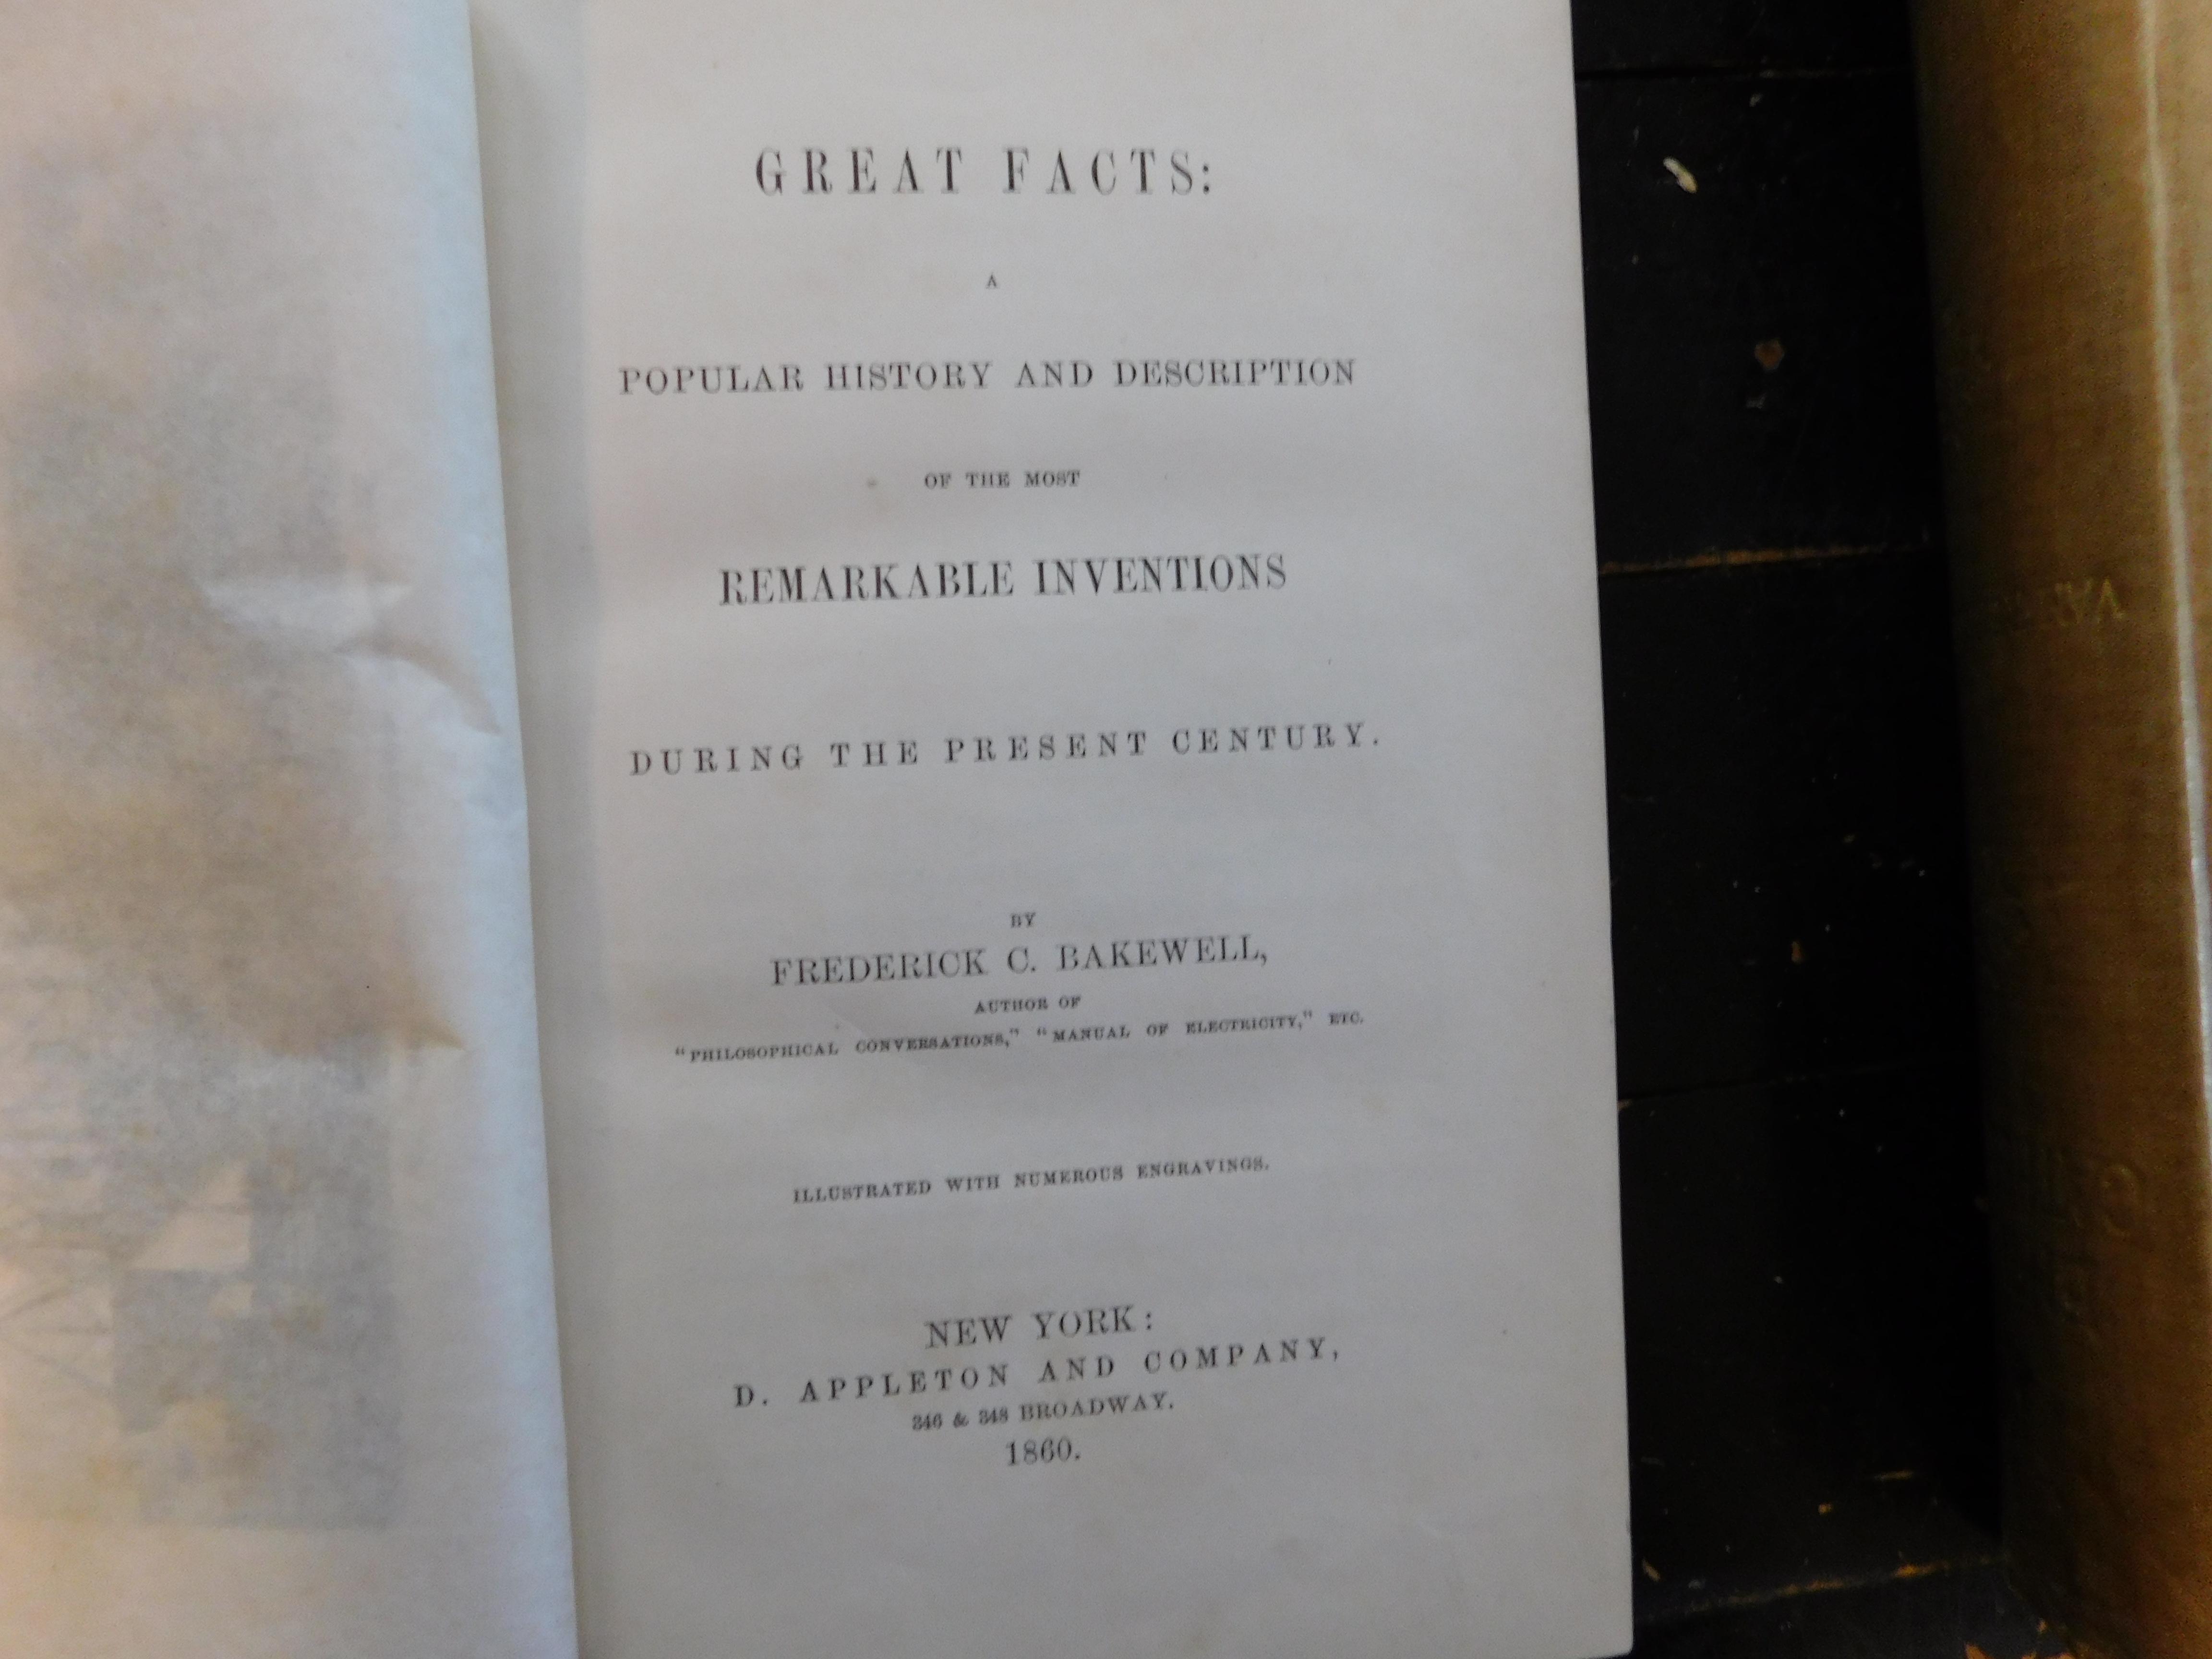 GREAT FACTS:
A
POPULAR HISTORY AND DESCRIPTION
OF THE MOST
REMARKABLE INVENTIONS
DURING THE PRESENT CENTURY.
BY
FREDERICK C. BAKEWELL,
AUTHOR OF
"PHILOSOPHICAL CONVERSATIONS," "MANUAL OF ELECTRICITY," ETC.
ILLUSTRATED WITH NUMEROUS ENGRAVINGS.
NEW YORK:
D. APPLETON AND COMPANY,
346 & 348 BROADWAY.
1860.